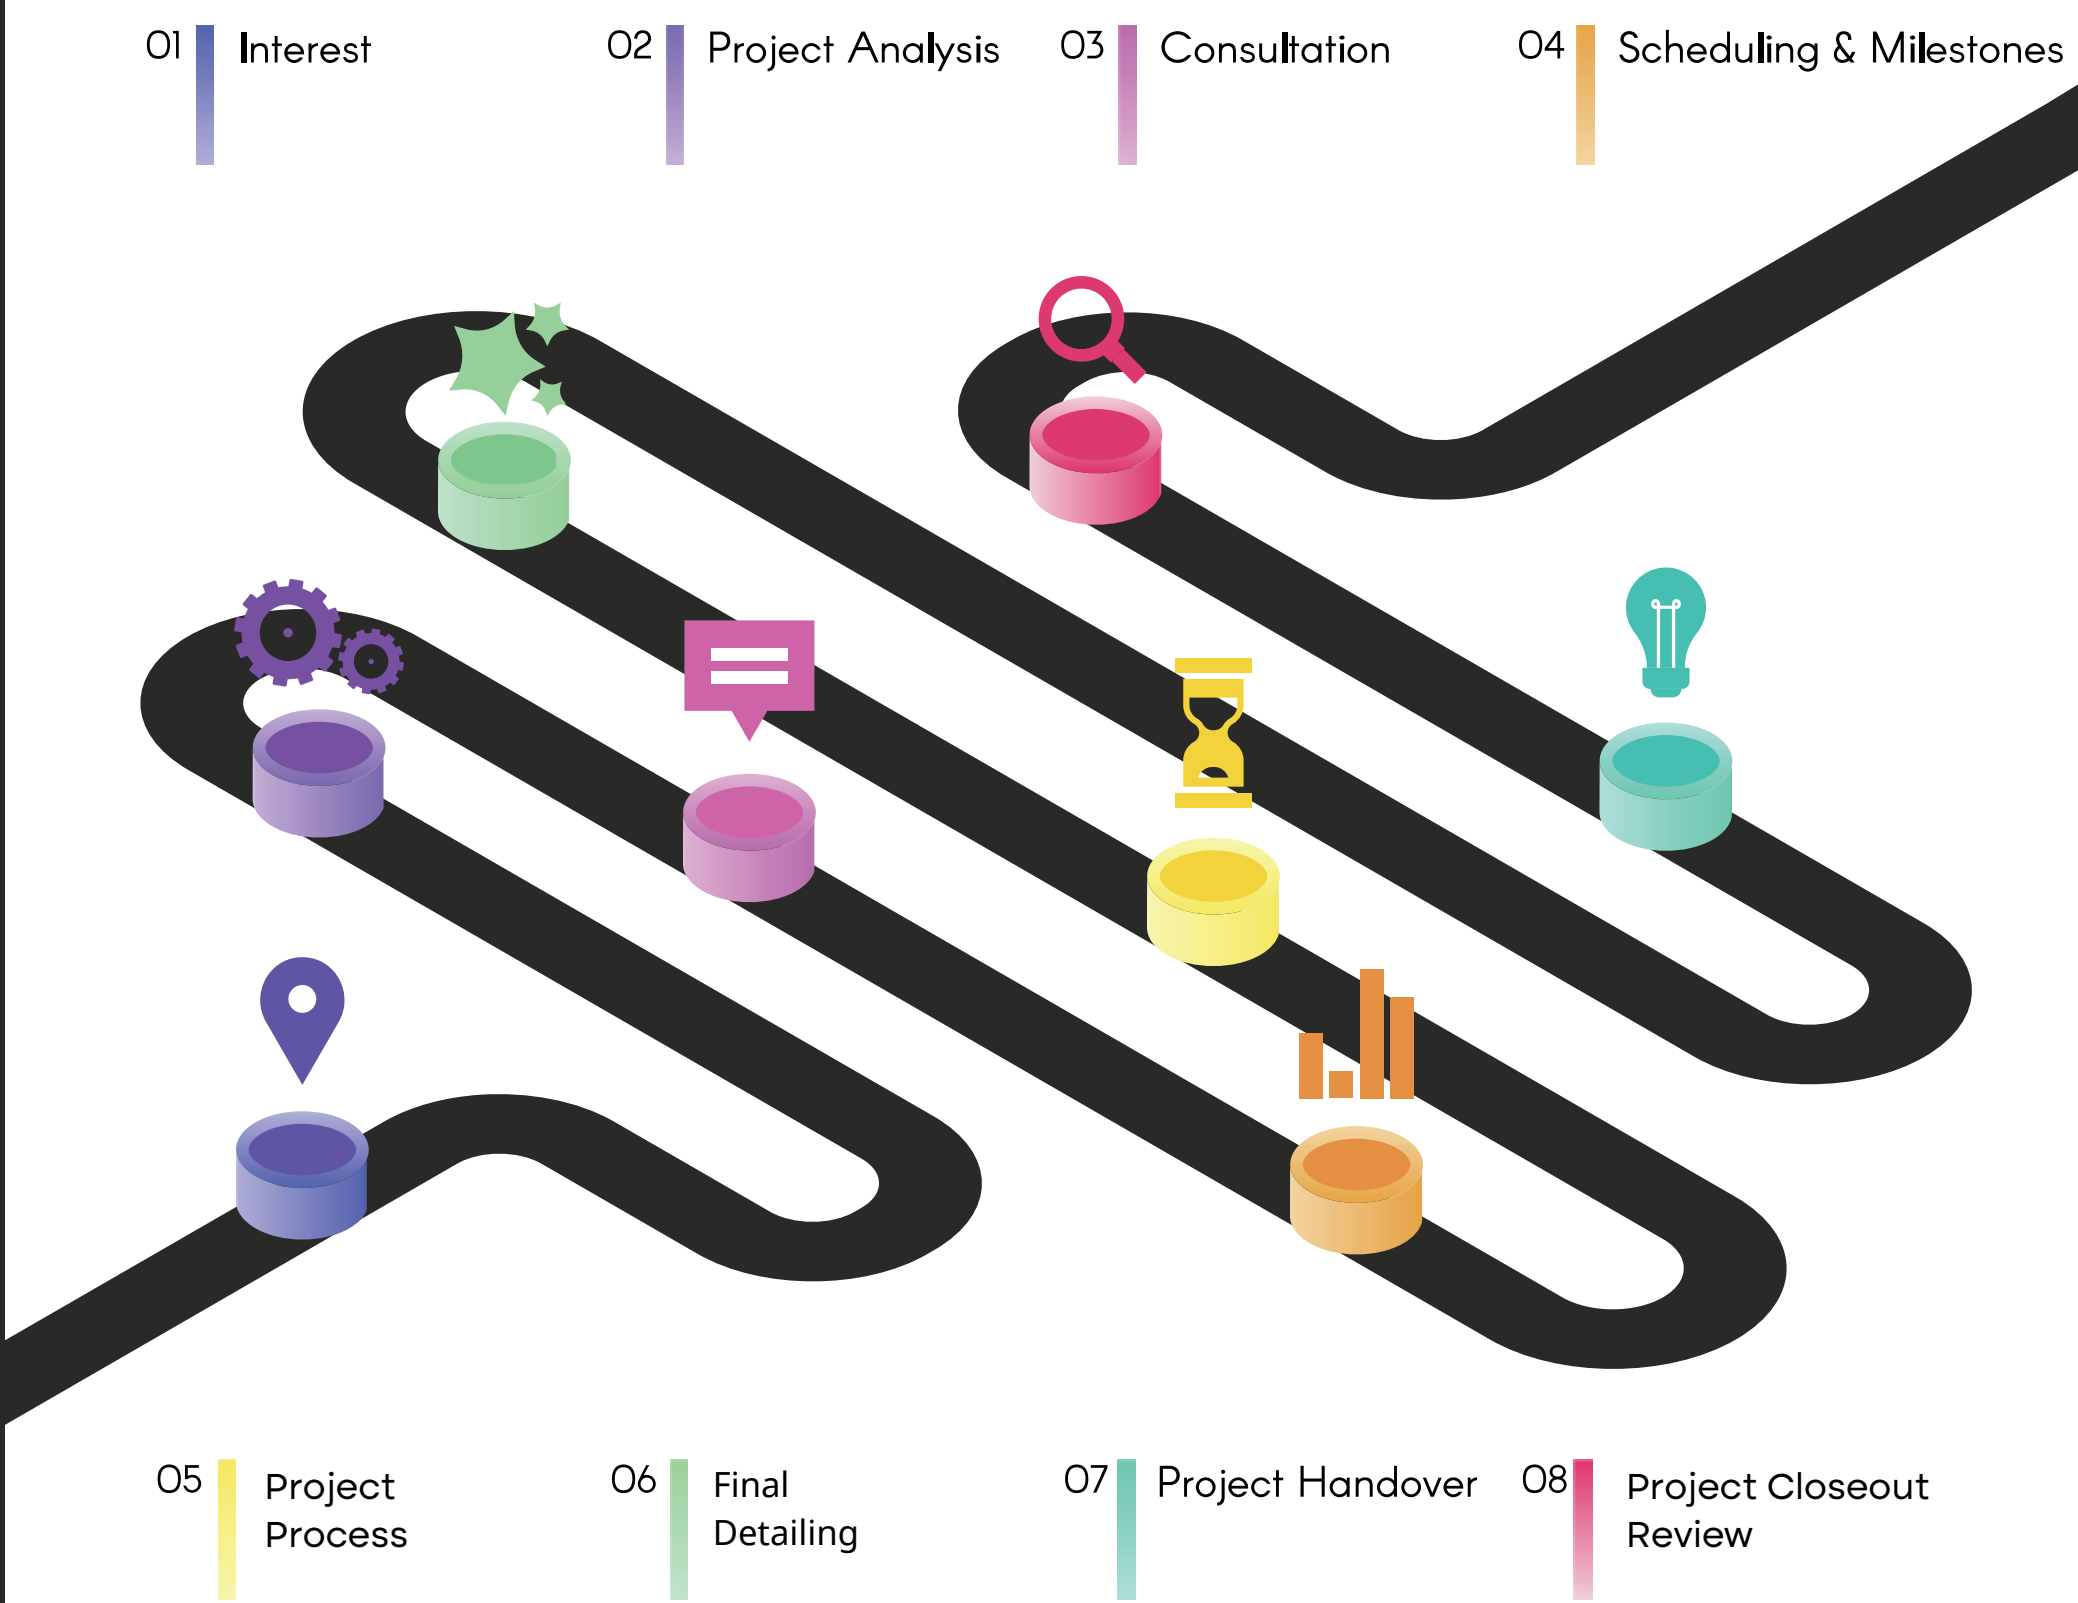 01 Interest
02 Project Analysis
03 Consultation
04 Scheduling & Milestones
05 Project
Process
06 Final
Detailing
07 Project Handover
08 Project Closeout
Review